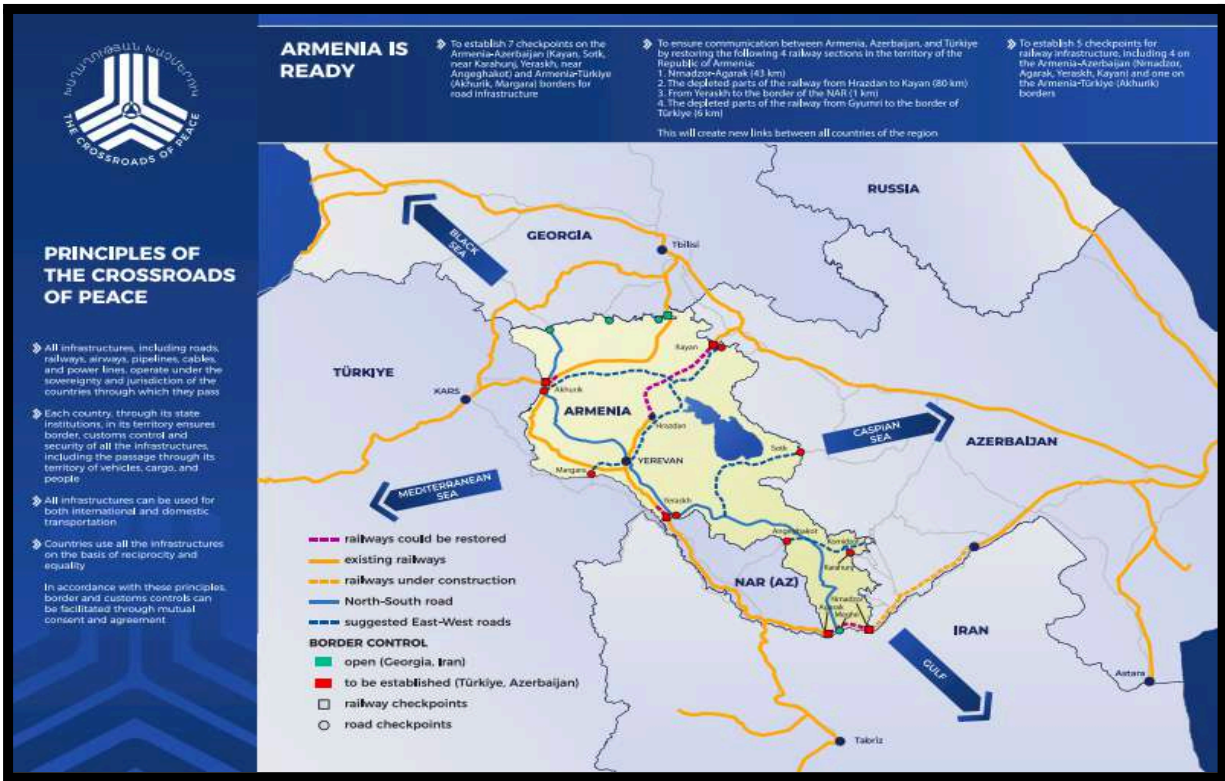 ԽԱՂԱՂՈՒԹՅԱՆ ԽԱՉՄԵՐՈՒԿ
THE CROSSROADS OF PEACE
PRINCIPLES OF
THE CROSSROADS
OF PEACE
All infrastructures, including roads,
railways, airways, pipelines, cables,
and power lines, operate under the
sovereignty and jurisdiction of the
countries through which they pass
Each country, through its state
institutions, in its territory ensures
border, customs control and
security of all the infrastructures,
including the passage through its
territory of vehicles, cargo, and
people
All infrastructures can be used for
both international and domestic
transportation
Countries use all the infrastructures
on the basis of reciprocity and
equality
In accordance with these principles,
border and customs controls can
be facilitated through mutual
consent and agreement
ARMENIA IS
READY
To establish 7 checkpoints on the
Armenia-Azerbaijan (Kayan, Sotk,
near Karahunj, Yeraskh, near
Angeghakot) and Armenia-Türkiye
(Akhurik, Margara) borders for
road infrastructure
To ensure communication between Armenia, Azerbaijan, and Türkiye
by restoring the following 4 railway sections in the territory of the
Republic of Armenia:
1. Nrnadzor-Agarak (43 km)
2. The depleted parts of the railway from Hrazdan to Kayan (80 km)
3. From Yeraskh to the border of the NAR (1 km)
4. The depleted parts of the railway from Gyumri to the border of
Türkiye (6 km)
This will create new links between all countries of the region
To establish 5 checkpoints for
railway infrastructure, including 4 on
the Armenia-Azerbaijan (Nrnadzor,
Agarak, Yeraskh, Kayan) and one on
the Armenia-Türkiye (Akhurik)
borders
RUSSIA
BLACK
SEA
GEORGIA
Tbilisi
Kayan
TÜRKIYE
KARS
Akhurik
ARMENIA
Hrazdan
CASPIAN
SEA
AZERBAIJAN
Sotk
YEREVAN
Margara
MEDITERRANEAN
SEA
Yeraskh
Angeghakot
Kornidzor
Karahunj
NAR (AZ)
Nrnadzor
Agarak
Meghri
IRAN
GULF
Astara
Tabriz
railways could be restored
existing railways
railways under construction
North-South road
suggested East-West roads
BORDER CONTROL
open (Georgia, Iran)
to be established (Türkiye, Azerbaijan)
railway checkpoints
road checkpoints